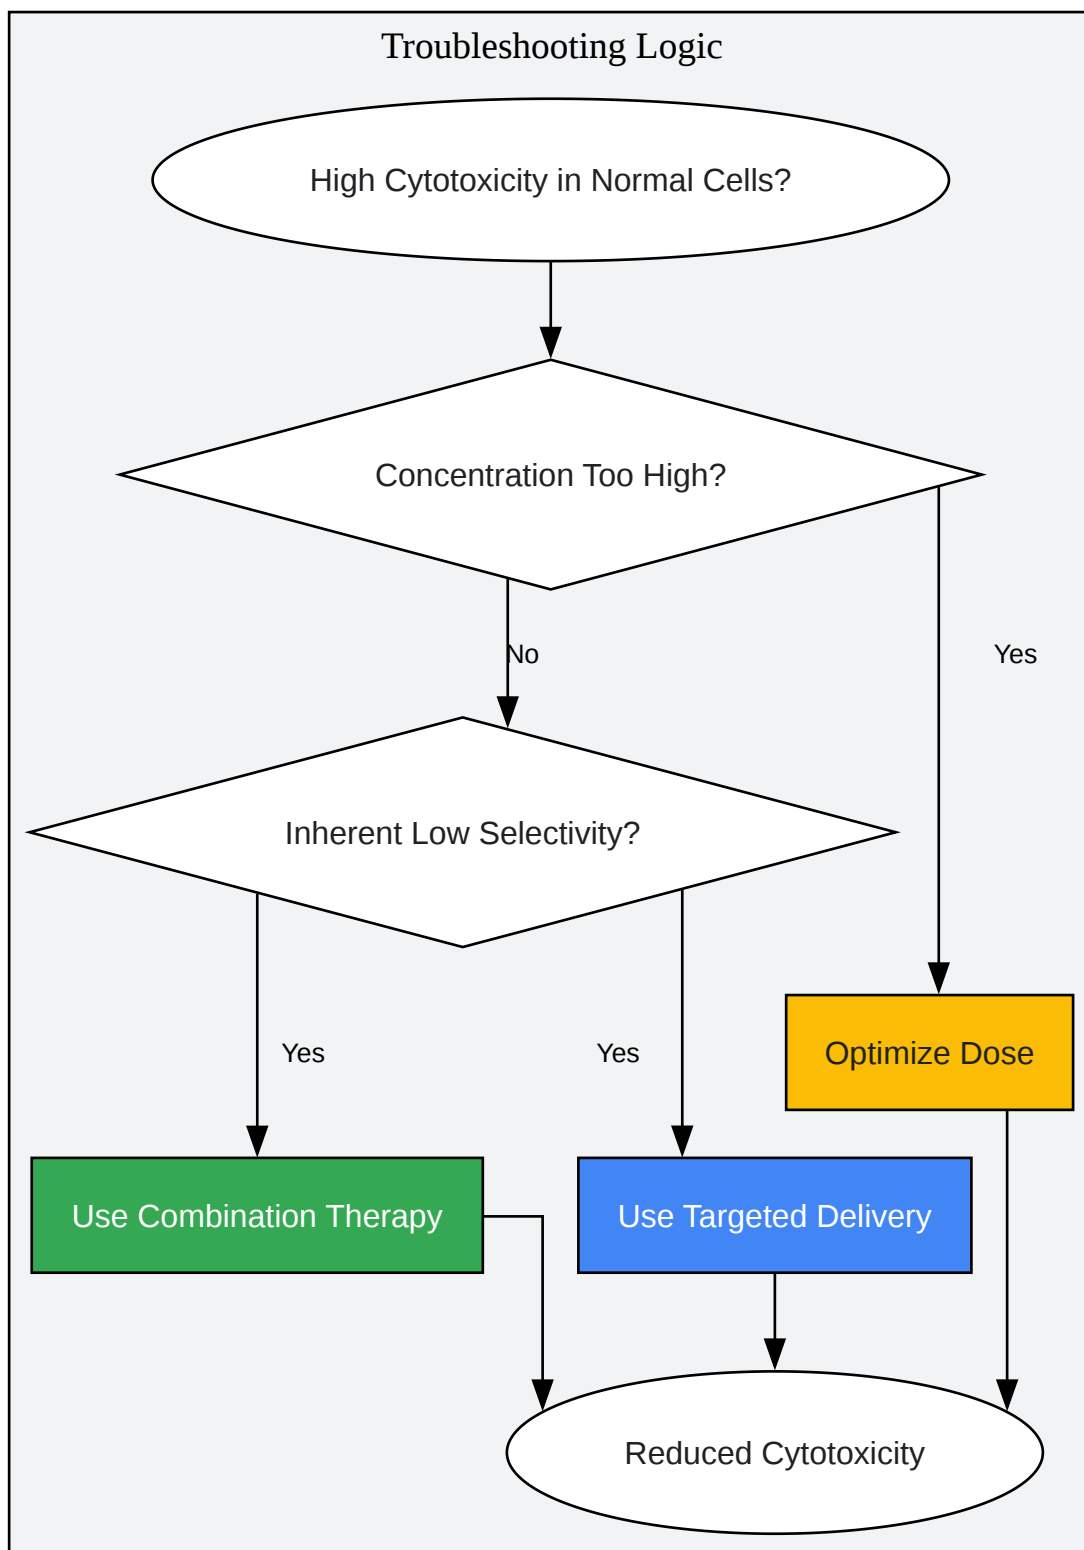 Troubleshooting Logic
High Cytotoxicity in Normal Cells?
Concentration Too High?
No
Yes
Inherent Low Selectivity?
Yes
Yes
Optimize Dose
Use Combination Therapy
Use Targeted Delivery
Reduced Cytotoxicity